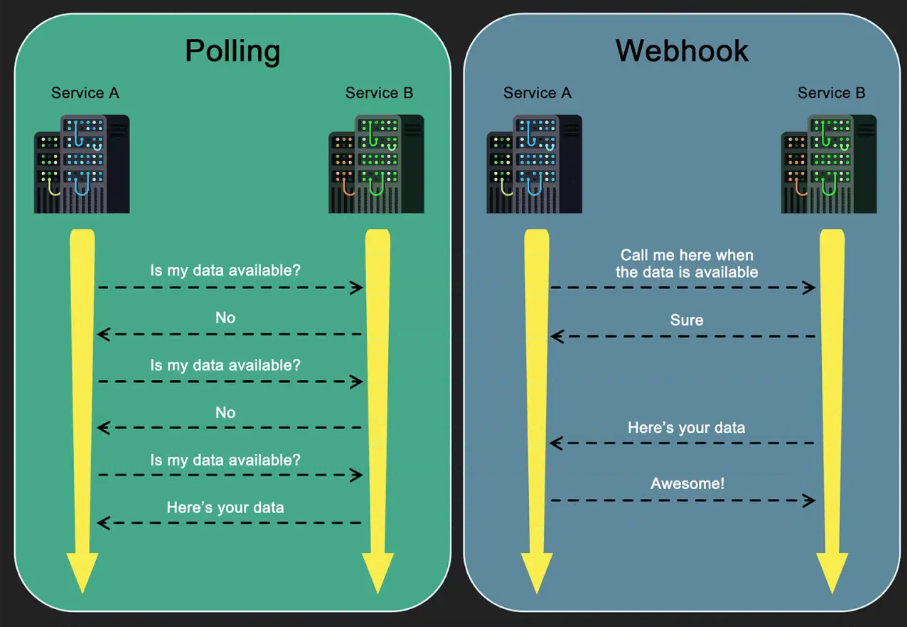 Polling
Service A
Service B
Is my data available?
No
Is my data available?
No
Is my data available?
Here's your data
Webhook
Service A
Service B
Call me here when
the data is available
Sure
Here's your data
Awesome!